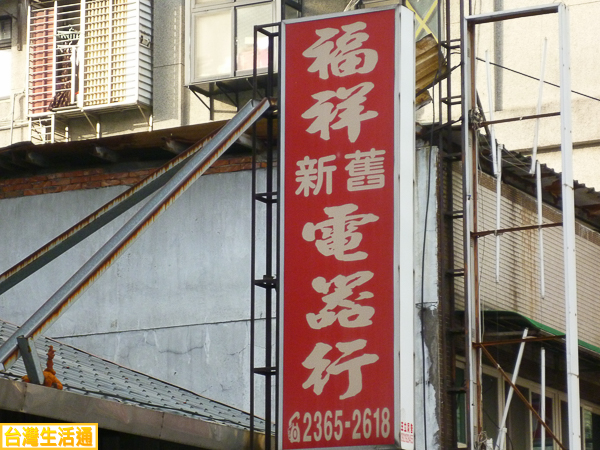 福祥
新舊
電器行
☎2365-2618
台灣生活通